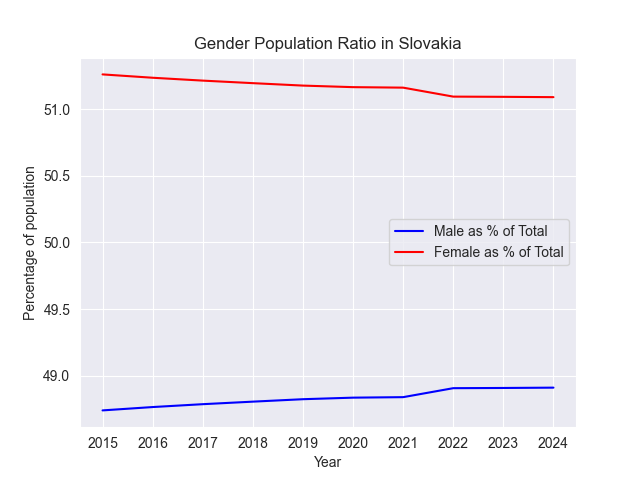 Gender Population Ratio in Slovakia
Percentage of population
51.0
50.5
50.0
49.5
49.0
Male as % of Total
Female as % of Total
2015 2016 2017 2018 2019 2020 2021 2022 2023 2024
Year